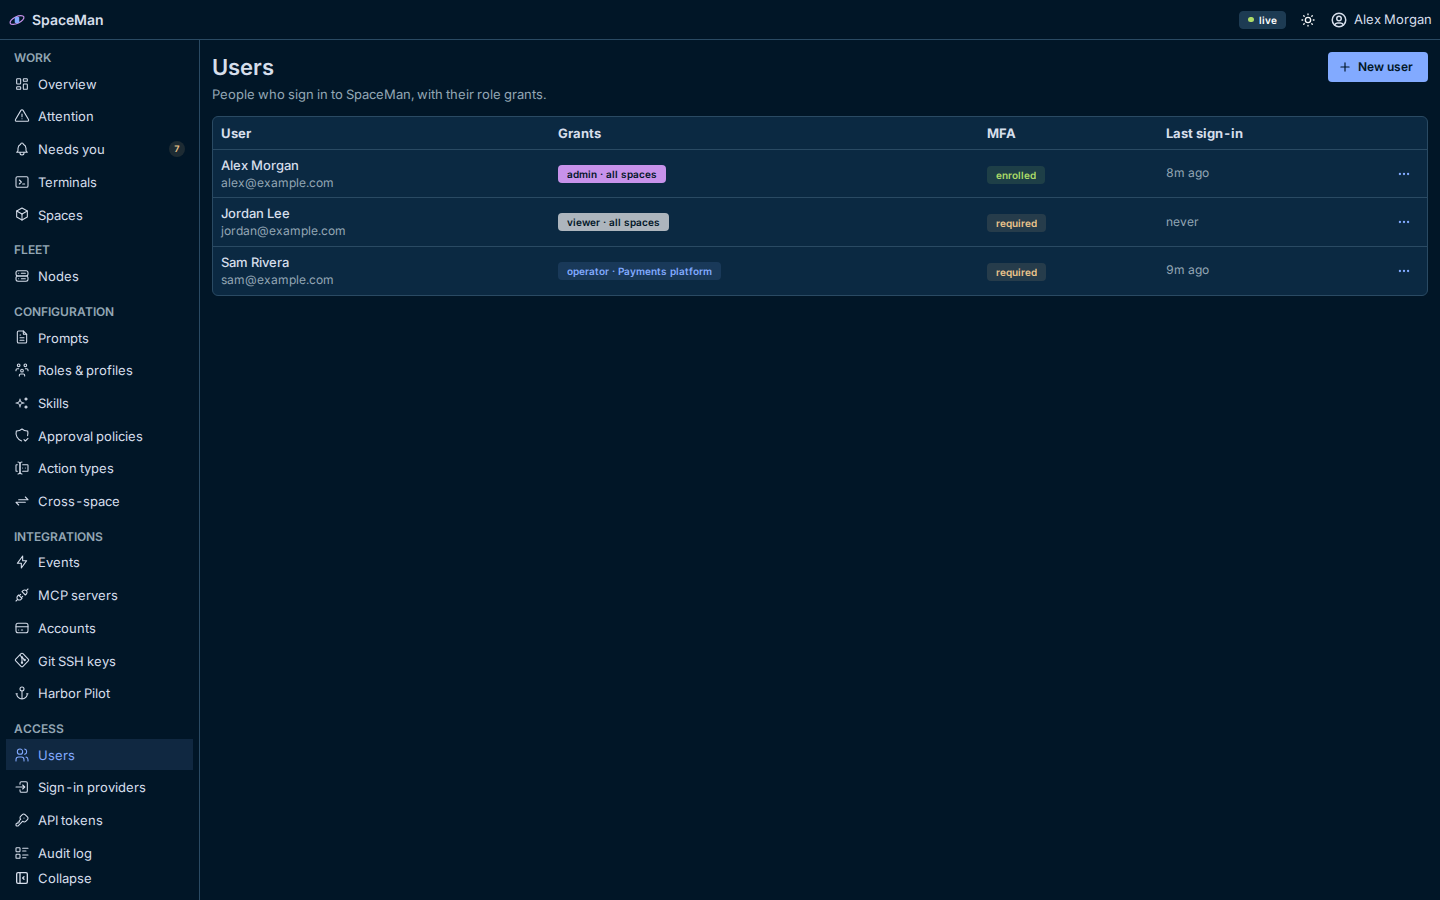 SpaceMan
live
Alex Morgan
WORK
Overview
Attention
Needs you 7
Terminals
Spaces
FLEET
Nodes
CONFIGURATION
Prompts
Roles & profiles
Skills
Approval policies
Action types
Cross-space
INTEGRATIONS
Events
MCP servers
Accounts
Git SSH keys
Harbor Pilot
ACCESS
Users
Sign-in providers
API tokens
Audit log
Collapse
Users
New user
People who sign in to SpaceMan, with their role grants.
User Grants MFA Last sign-in
Alex Morgan
alex@example.com
admin · all spaces
enrolled
8m ago
Jordan Lee
jordan@example.com
viewer · all spaces
required
never
Sam Rivera
sam@example.com
operator · Payments platform
required
9m ago